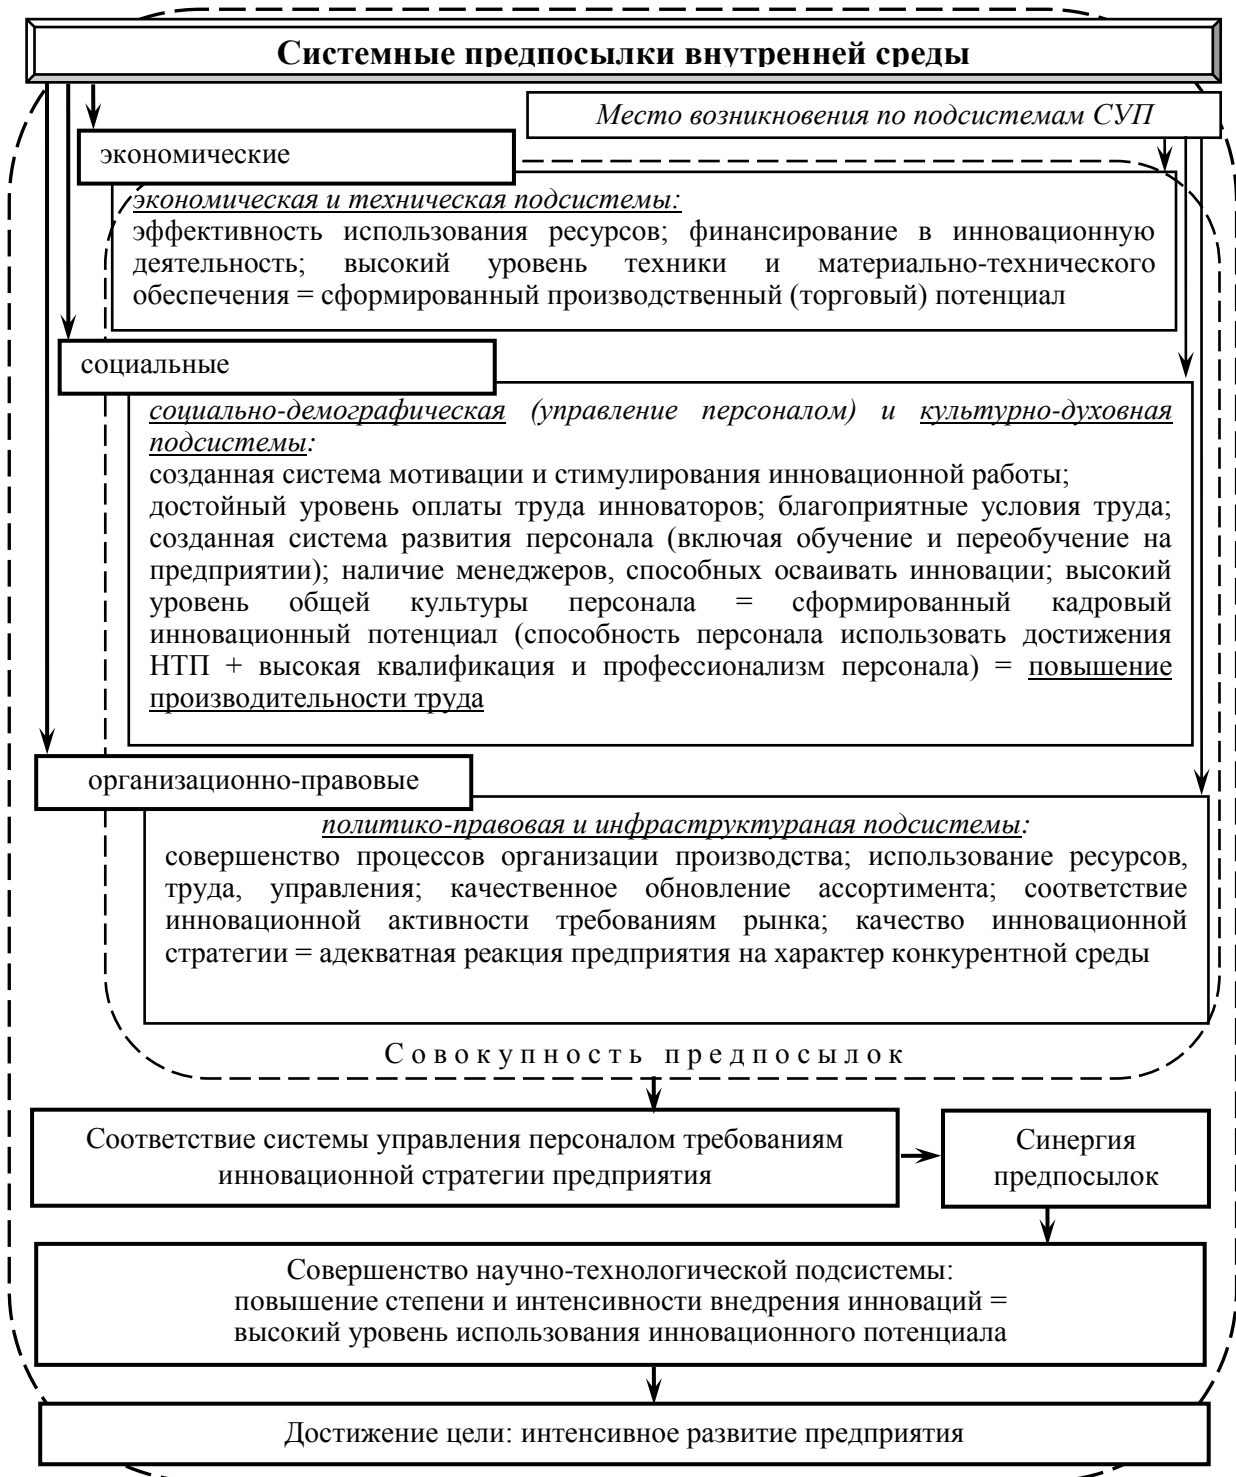 Системные предпосылки внутренней среды
Место возникновения по подсистемам СУП
экономические
экономическая и техническая подсистемы:
эффективность использования ресурсов; финансирование в инновационную
деятельность; высокий уровень техники и материально-технического
обеспечения = сформированный производственный (торговый) потенциал
социальные
социально-демографическая (управление персоналом) и культурно-духовная
подсистемы:
созданная система мотивации и стимулирования инновационной работы;
достойный уровень оплаты труда инноваторов; благоприятные условия труда;
созданная система развития персонала (включая обучение и переобучение на
предприятии); наличие менеджеров, способных осваивать инновации; высокий
уровень общей культуры персонала = сформированный кадровый
инновационный потенциал (способность персонала использовать достижения
НТП + высокая квалификация и профессионализм персонала) = повышение
производительности труда
организационно-правовые
политико-правовая и инфраструктураная подсистемы:
совершенство процессов организации производства; использование ресурсов,
труда, управления; качественное обновление ассортимента; соответствие
инновационной активности требованиям рынка; качество инновационной
стратегии = адекватная реакция предприятия на характер конкурентной среды
Совокупность предпосылок
Соответствие системы управления персоналом требованиям
инновационной стратегии предприятия
Синергия
предпосылок
Совершенство научно-технологической подсистемы:
повышение степени и интенсивности внедрения инноваций =
высокий уровень использования инновационного потенциала
Достижение цели: интенсивное развитие предприятия